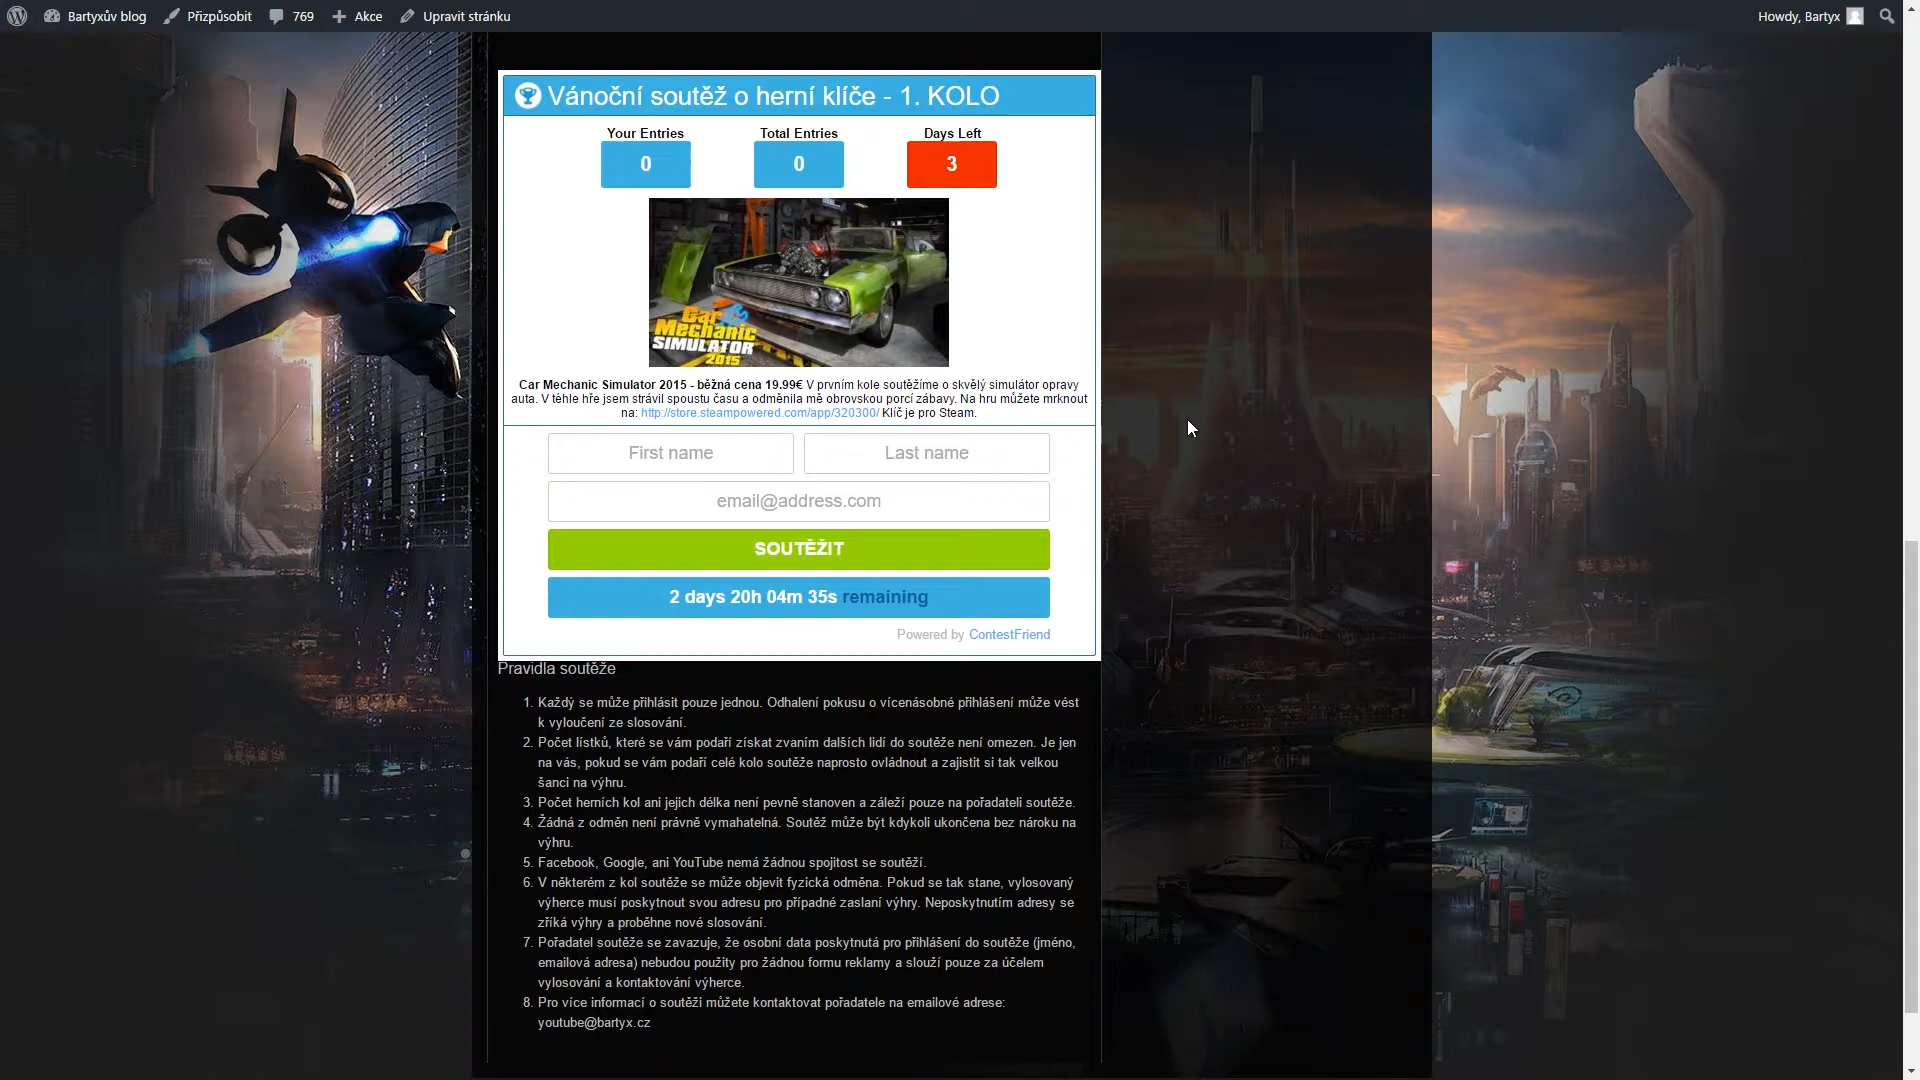 Bartyxův blog Přizpůsobit 769 Akce Upravit stránku Howdy, Bartyx
Vánoční soutěž o herní klíče - 1. KOLO
Your Entries Total Entries Days Left
0 0 3
Car
Mechanic
SIMULATOR
2015
Car Mechanic Simulator 2015 - běžná cena 19.99€ V prvním kole soutěžíme o skvělý simulátor opravy
auta. V téhle hře jsem strávil spoustu času a odměnila mě obrovskou porcí zábavy. Na hru můžete mrknout
na: http://store.steampowered.com/app/320300/ Klíč je pro Steam.
First name Last name
email@address.com
SOUTĚŽIT
2 days 20h 04m 35s remaining
Powered by ContestFriend
Pravidla soutěže
1. Každý se může přihlásit pouze jednou. Odhalení pokusu o vícenásobné přihlášení může vést
k vyloučení ze slosování.
2. Počet lístků, které se vám podaří získat zvaním dalších lidí do soutěže není omezen. Je jen
na vás, pokud se vám podaří celé kolo soutěže naprosto ovládnout a zajistit si tak velkou
šanci na výhru.
3. Počet herních kol ani jejich délka není pevně stanoven a záleží pouze na pořadateli soutěže.
4. Žádná z odměn není právně vymahatelná. Soutěž může být kdykoli ukončena bez nároku na
výhru.
5. Facebook, Google, ani YouTube nemá žádnou spojitost se soutěží.
6. V některém z kol soutěže se může objevit fyzická odměna. Pokud se tak stane, vylosovaný
výherce musí poskytnout svou adresu pro případné zaslaní výhry. Neposkytnutím adresy se
zříká výhry a proběhne nové slosování.
7. Pořadatel soutěže se zavazuje, že osobní data poskytnutá pro přihlášení do soutěže (jméno,
emailová adresa) nebudou použity pro žádnou formu reklamy a slouží pouze za účelem
vylosování a kontaktování výherce.
8. Pro více informací o soutěži můžete kontaktovat pořadatele na emailové adrese:
youtube@bartyx.cz